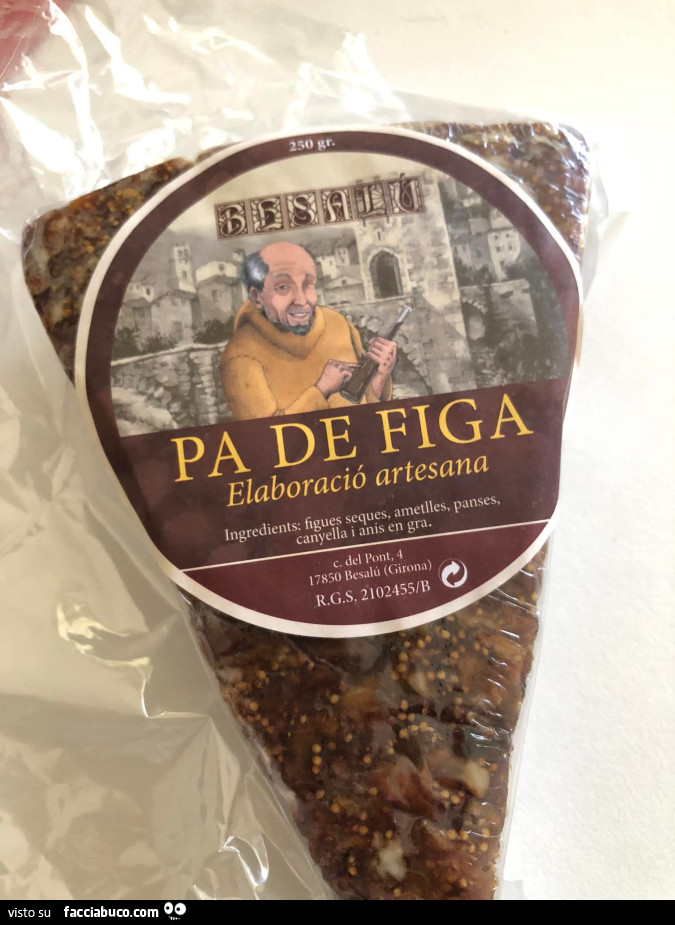 250 gr.
BESALÚ
PA DE FIGA
Elaboració artesana
Ingredients: figues seques, ametlles, panses,
canyella i anís en gra.
c. del Pont, 4
17850 Besalú (Girona)
R.G.S. 2102455/B
visto su facciabuco.com